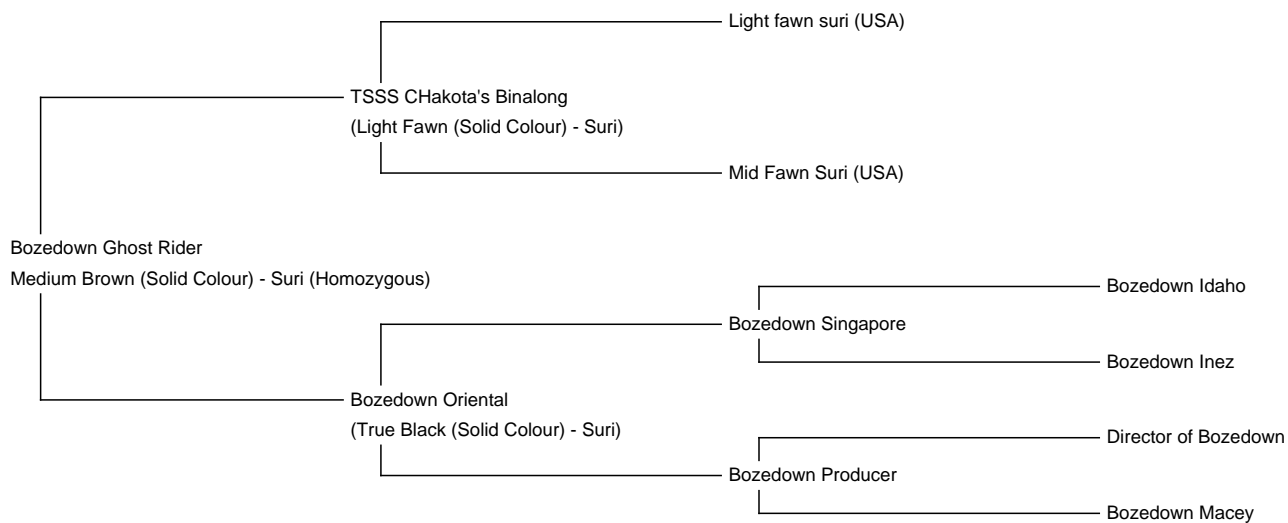 Light fawn suri (USA)
TSSS CHakota's Binalong
(Light Fawn (Solid Colour) - Suri)
Mid Fawn Suri (USA)
Bozedown Ghost Rider
Medium Brown (Solid Colour) - Suri (Homozygous)
Bozedown Idaho
Bozedown Singapore
Bozedown Inez
Bozedown Oriental
(True Black (Solid Colour) - Suri)
Director of Bozedown
Bozedown Producer
Bozedown Macey